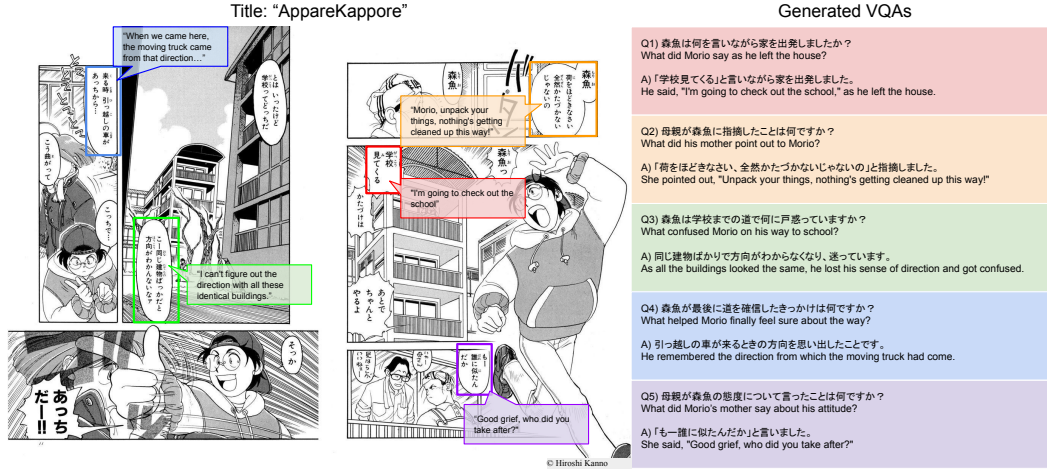 Title: "AppareKappore"
Generated VQAs
森魚
森魚
荷をほどきなさい
全然かたづかない
じゃないの
"Morio, unpack your
things, nothing's getting
cleaned up this way!"
森魚っ
学校
見てくる
"I'm going to check out the
school"
かたづけは
あとで
ちゃんと
やるよ
もー
誰に似たん
だか
"Good grief, who did you
take after?"
© Hiroshi Kanno
とは いったけど
学校ってどっちだ
来る時 引っ越しの車が
あっちから…
"When we came here,
the moving truck came
from that direction…"
とてとてとて
こう曲がって
こっちで…
こー同じ建物ばっかだと
方向がわかんないなァ
"I can't figure out the
direction with all these
identical buildings."
そっか
あっち
だー!!
Q1) 森魚は何を言いながら家を出発しましたか？
What did Morio say as he left the house?
A)「学校見てくる」と言いながら家を出発しました。
He said, "I'm going to check out the school," as he left the house.
Q2) 母親が森魚に指摘したことは何ですか？
What did his mother point out to Morio?
A)「荷をほどきなさい、全然かたづかないじゃないの」と指摘しました。
She pointed out, "Unpack your things, nothing's getting cleaned up this way!"
Q3) 森魚は学校までの道で何に戸惑っていますか？
What confused Morio on his way to school?
A) 同じ建物ばかりで方向がわからなくなり、迷っています。
As all the buildings looked the same, he lost his sense of direction and got confused.
Q4) 森魚が最後に道を確信したきっかけは何ですか？
What helped Morio finally feel sure about the way?
A) 引っ越しの車が来るときの方向を思い出したことです。
He remembered the direction from which the moving truck had come.
Q5) 母親が森魚の態度について言ったことは何ですか？
What did Morio's mother say about his attitude?
A)「もー誰に似たんだか」と言いました。
She said, "Good grief, who did you take after?"